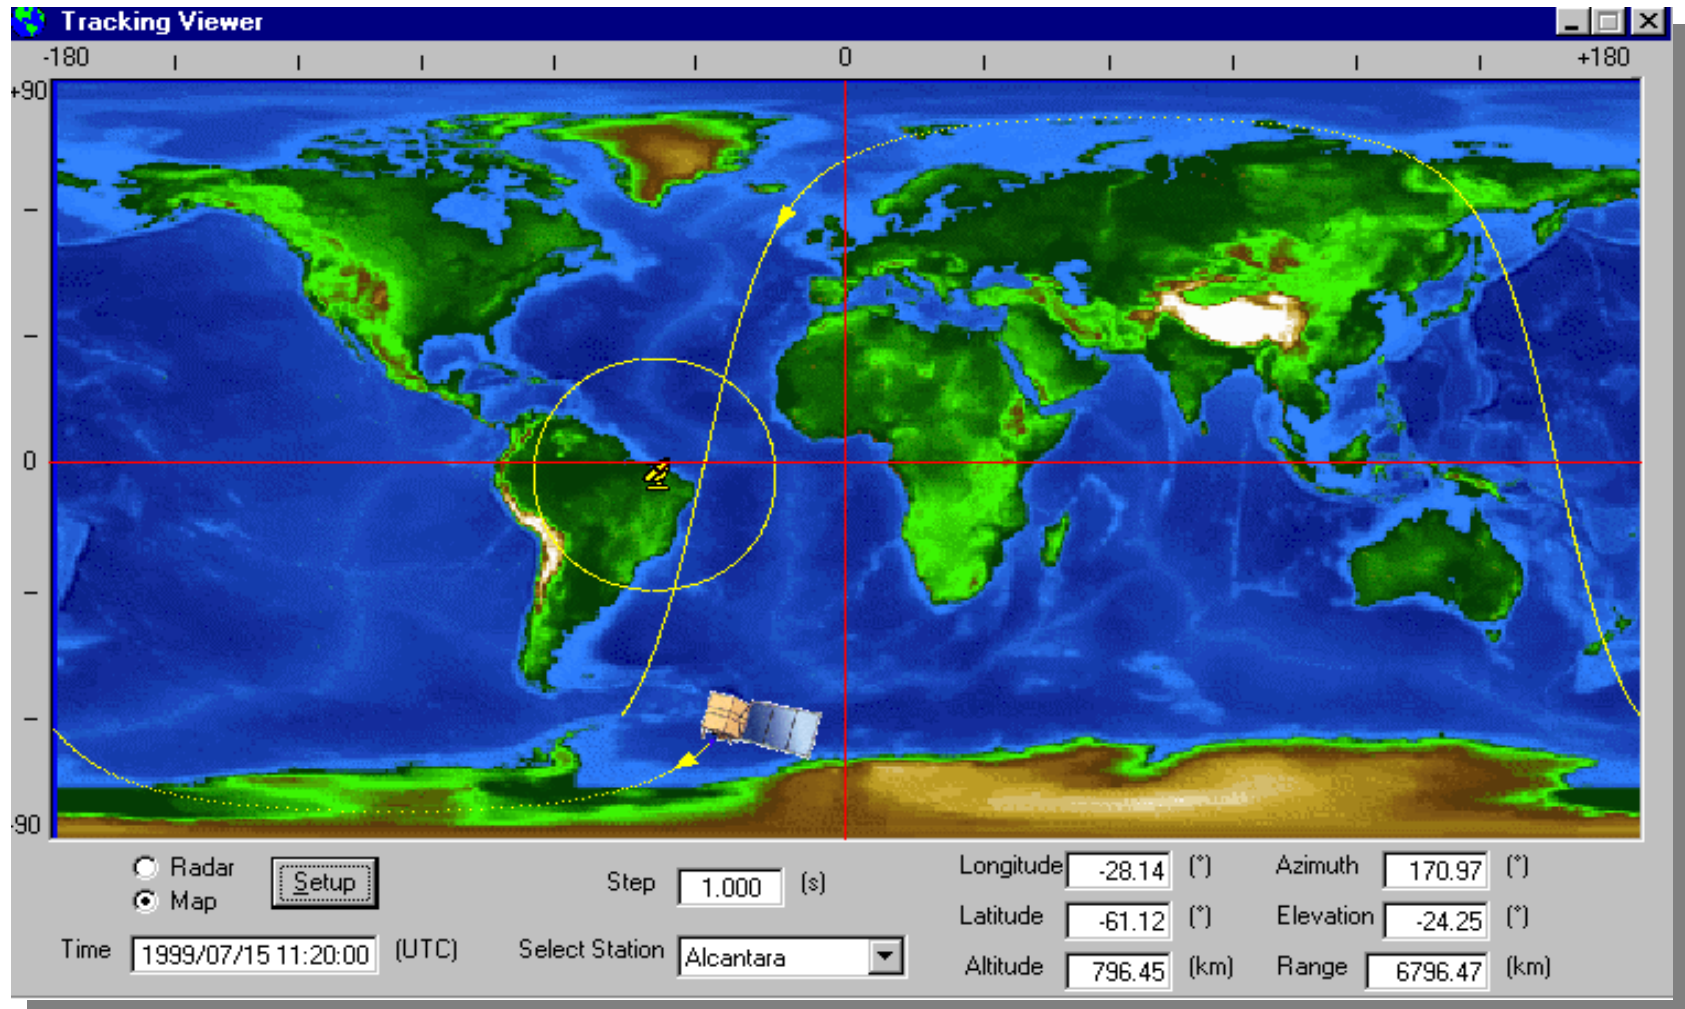 Tracking Viewer
-180 0 +180
+90
0
-90
Radar
Map
Setup
Step 1.000 (s)
Longitude -28.14 (°) Azimuth 170.97 (°)
Latitude -61.12 (°) Elevation -24.25 (°)
Time 1999/07/15 11:20:00 (UTC) Select Station Alcantara
Altitude 796.45 (km) Range 6796.47 (km)